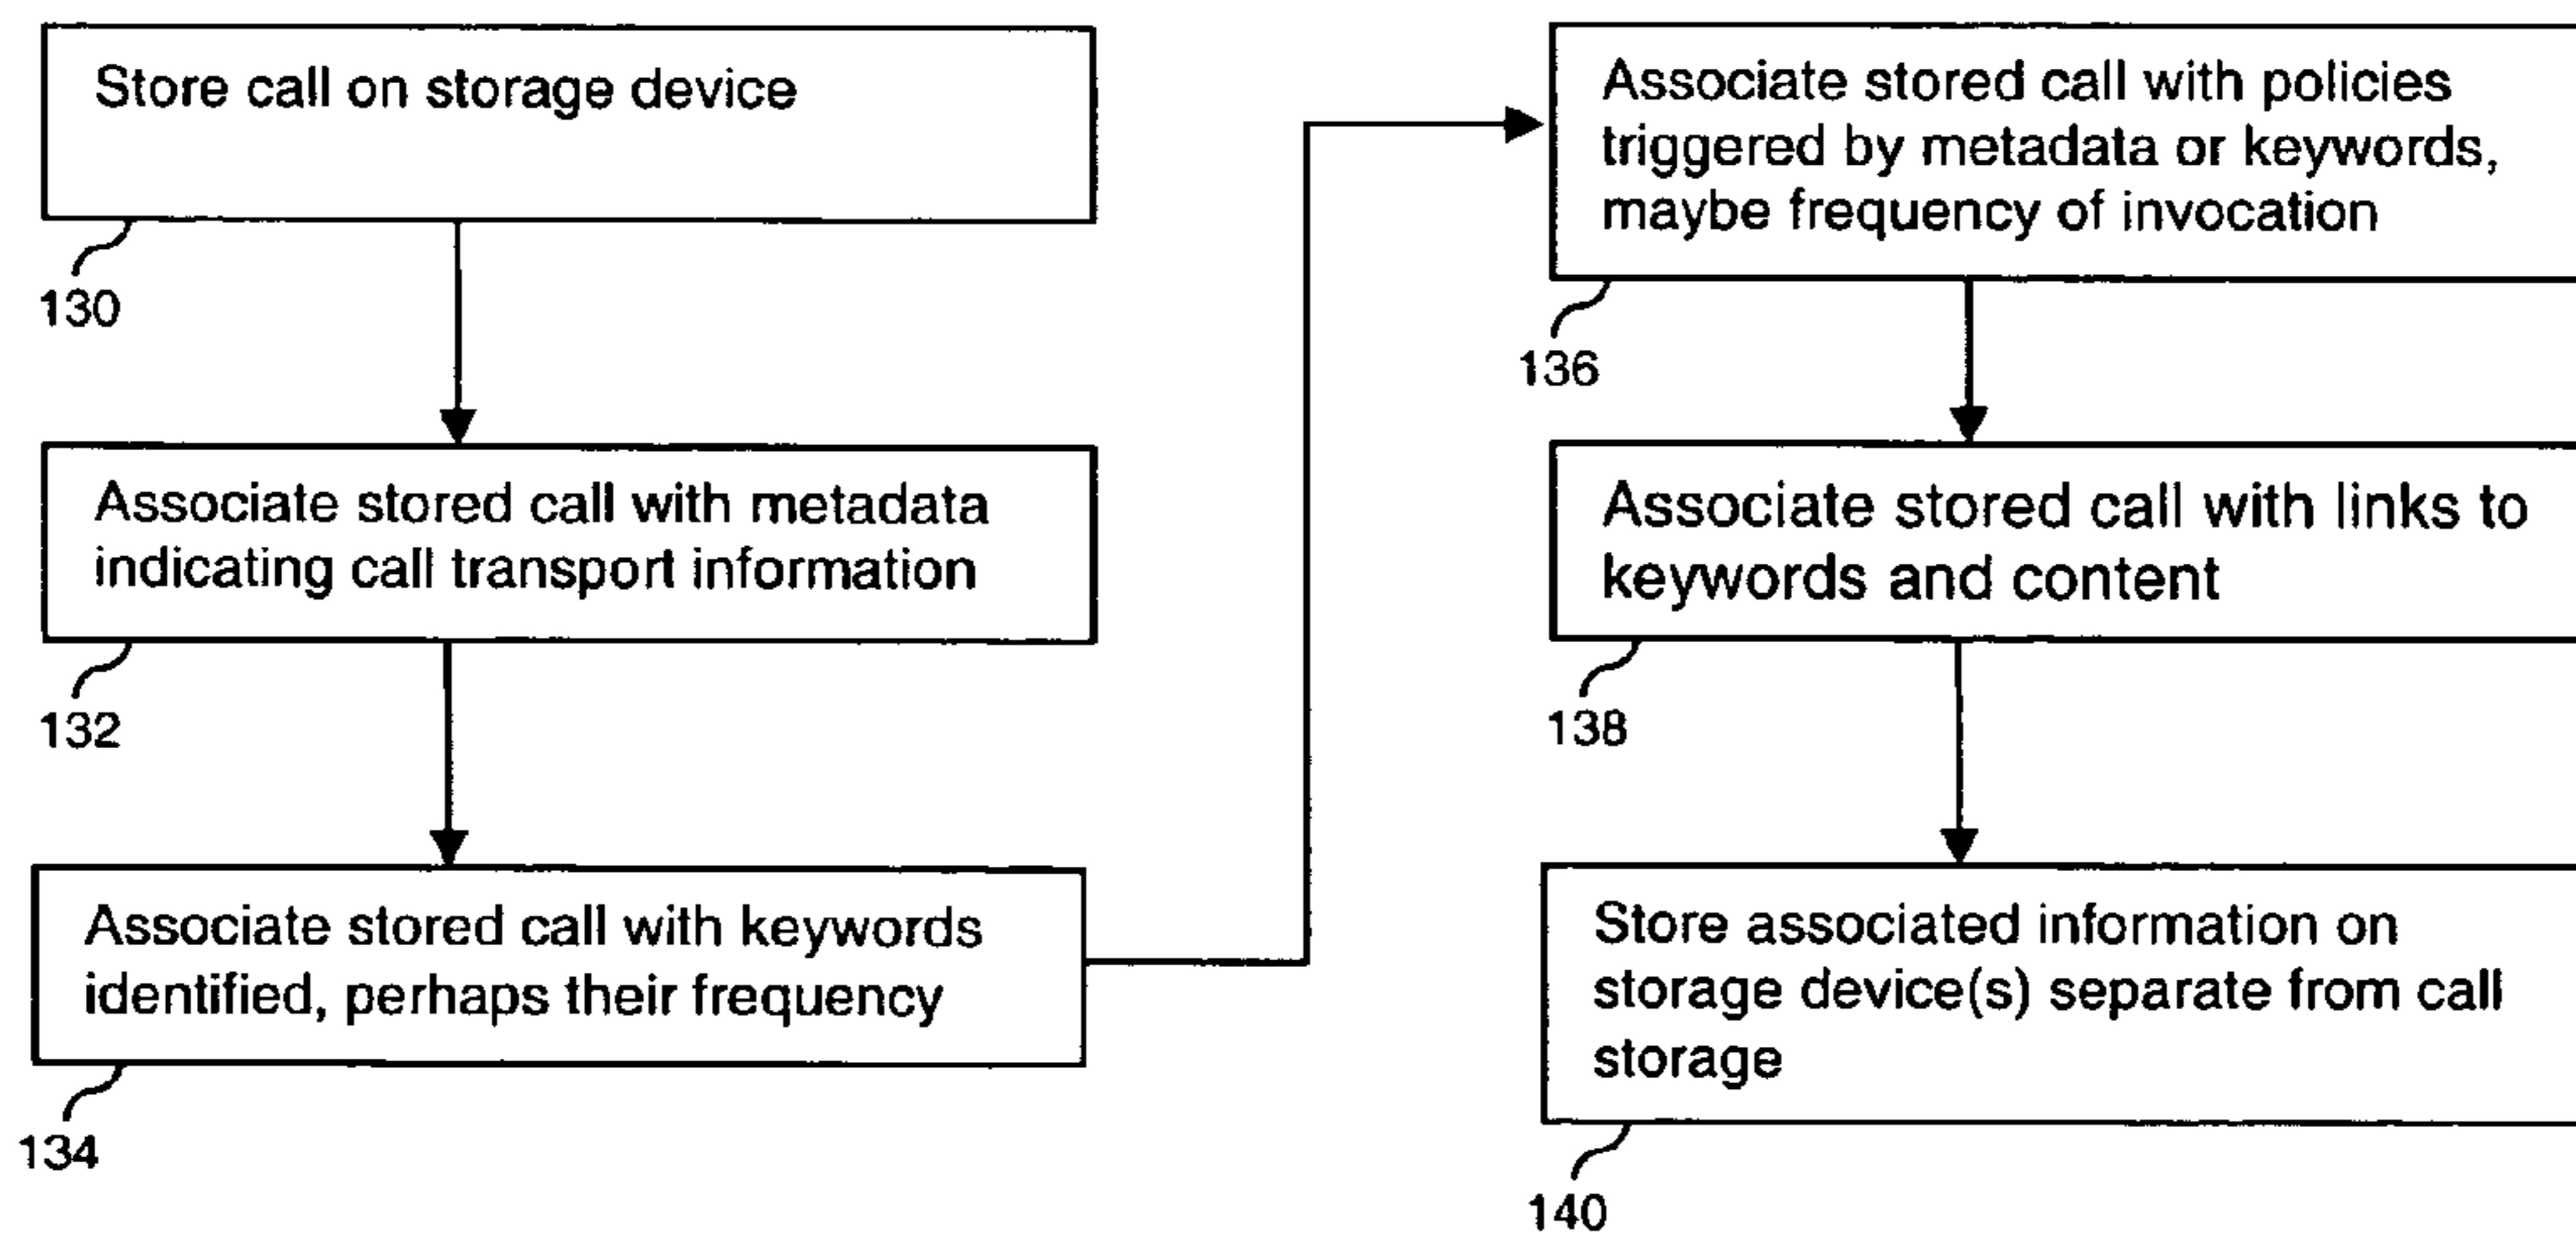 Store call on storage device
130
Associate stored call with metadata
indicating call transport information
132
Associate stored call with keywords
identified, perhaps their frequency
134
Associate stored call with policies
triggered by metadata or keywords,
maybe frequency of invocation
136
Associate stored call with links to
keywords and content
138
Store associated information on
storage device(s) separate from call
storage
140